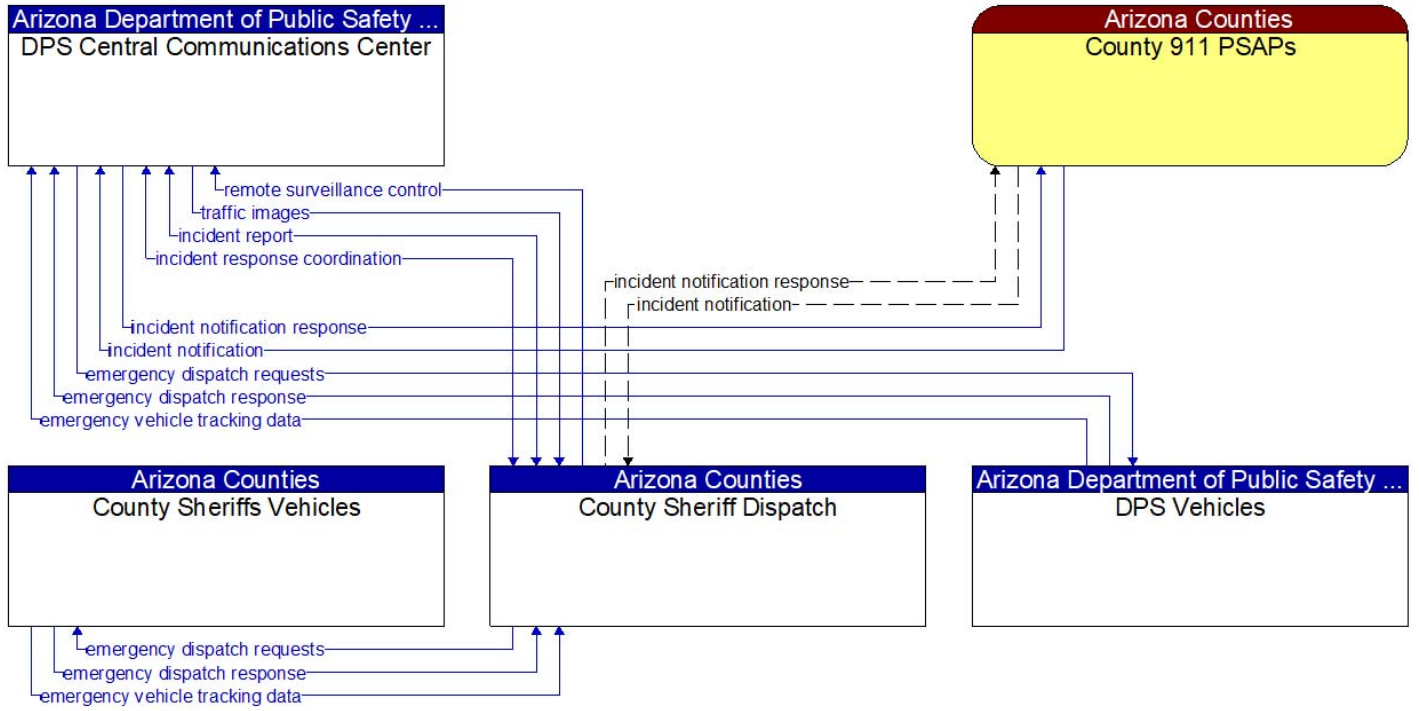 Arizona Department of Public Safety ...
DPS Central Communications Center
Arizona Counties
County 911 PSAPs
remote surveillance control
traffic images
incident report
incident response coordination
incident notification response
incident notification
incident notification response
incident notification
emergency dispatch requests
emergency dispatch response
emergency vehicle tracking data
Arizona Counties
County Sheriffs Vehicles
Arizona Counties
County Sheriff Dispatch
Arizona Department of Public Safety ...
DPS Vehicles
emergency dispatch requests
emergency dispatch response
emergency vehicle tracking data